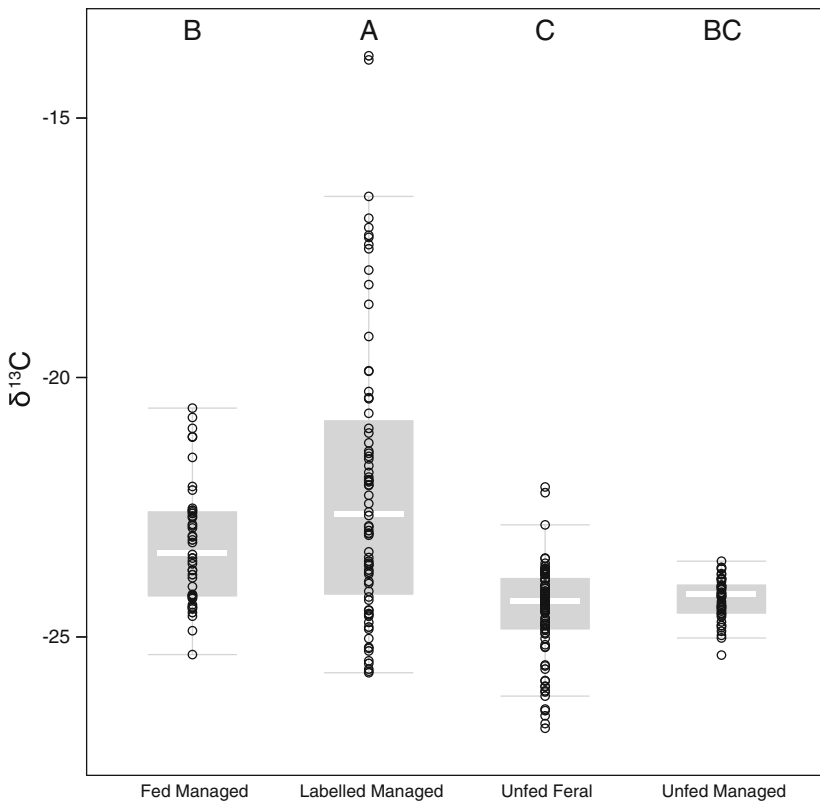 B A C BC
-15
-20
δ¹³C
-25
Fed Managed Labelled Managed Unfed Feral Unfed Managed